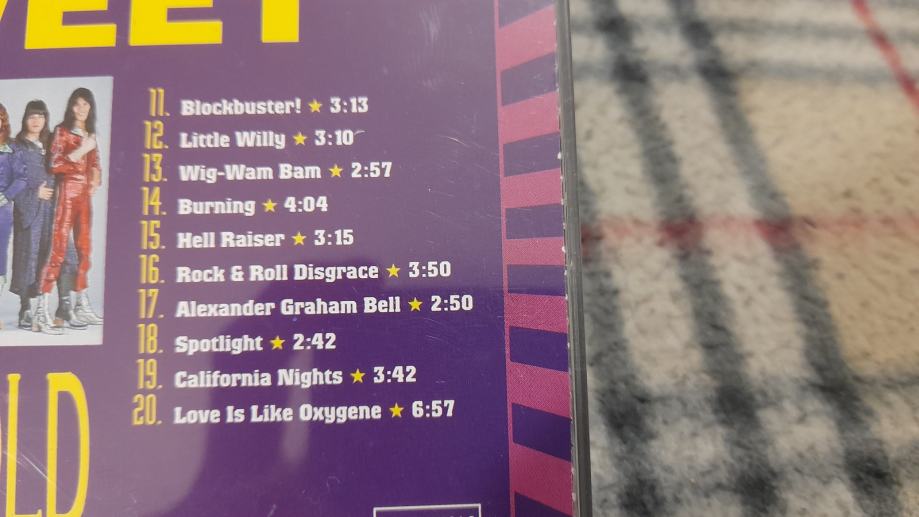 11. Blockbuster! ★ 3:13
12. Little Willy ★ 3:10
13. Wig-Wam Bam ★ 2:57
14. Burning ★ 4:04
15. Hell Raiser ★ 3:15
16. Rock & Roll Disgrace ★ 3:50
17. Alexander Graham Bell ★ 2:50
18. Spotlight ★ 2:42
19. California Nights ★ 3:42
20. Love Is Like Oxygene ★ 6:57